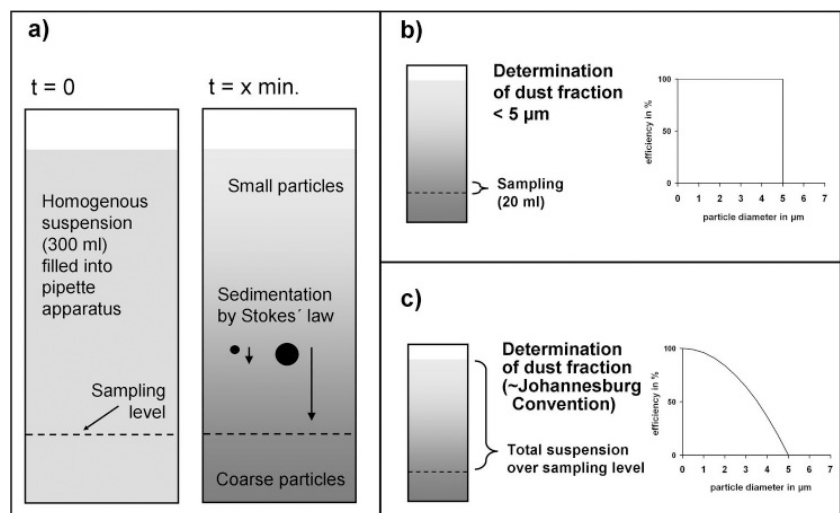 a)
t = 0
t = x min.
Homogenous
suspension
(300 ml)
filled into
pipette
apparatus
Sampling
level
Small particles
Sedimentation
by Stokes´ law
Coarse particles
b)
Determination
of dust fraction
< 5 µm
Sampling
(20 ml)
efficiency in %
100
50
0
0 1 2 3 4 5 6 7
particle diameter in µm
c)
Determination
of dust fraction
(~Johannesburg
Convention)
Total suspension
over sampling level
efficiency in %
100
50
0
0 1 2 3 4 5 6 7
particle diameter in µm